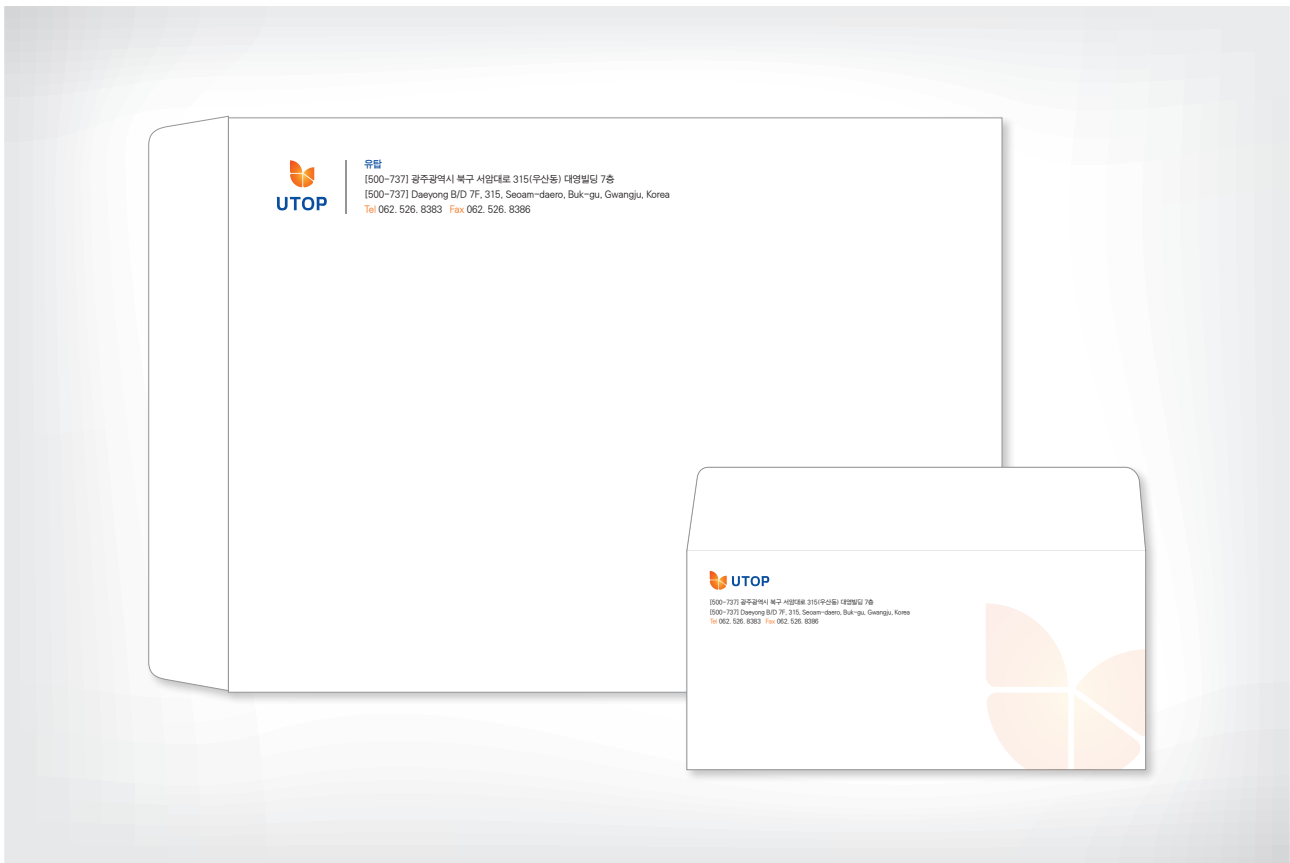 유탑
[500-737] 광주광역시 북구 서암대로 315(우산동) 대영빌딩 7층
[500-737] Daeyong B/D 7F, 315, Seoam-daero, Buk-gu, Gwangju, Korea
UTOP
Tel 062. 526. 8383 Fax 062. 526. 8386
UTOP
[500-737] 광주광역시 북구 서암대로 315(우산동) 대영빌딩 7층
[500-737] Daeyong B/D 7F, 315, Seoam-daero, Buk-gu, Gwangju, Korea
Tel 062. 526. 8383 Fax 062. 526. 8386